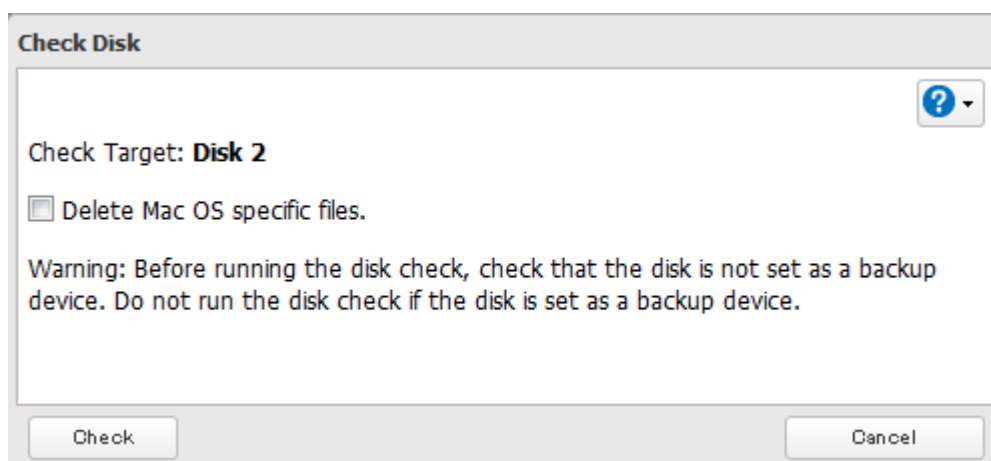 Check Disk
?
Check Target: Disk 2
Delete Mac OS specific files.
Warning: Before running the disk check, check that the disk is not set as a backup
device. Do not run the disk check if the disk is set as a backup device.
Check
Cancel